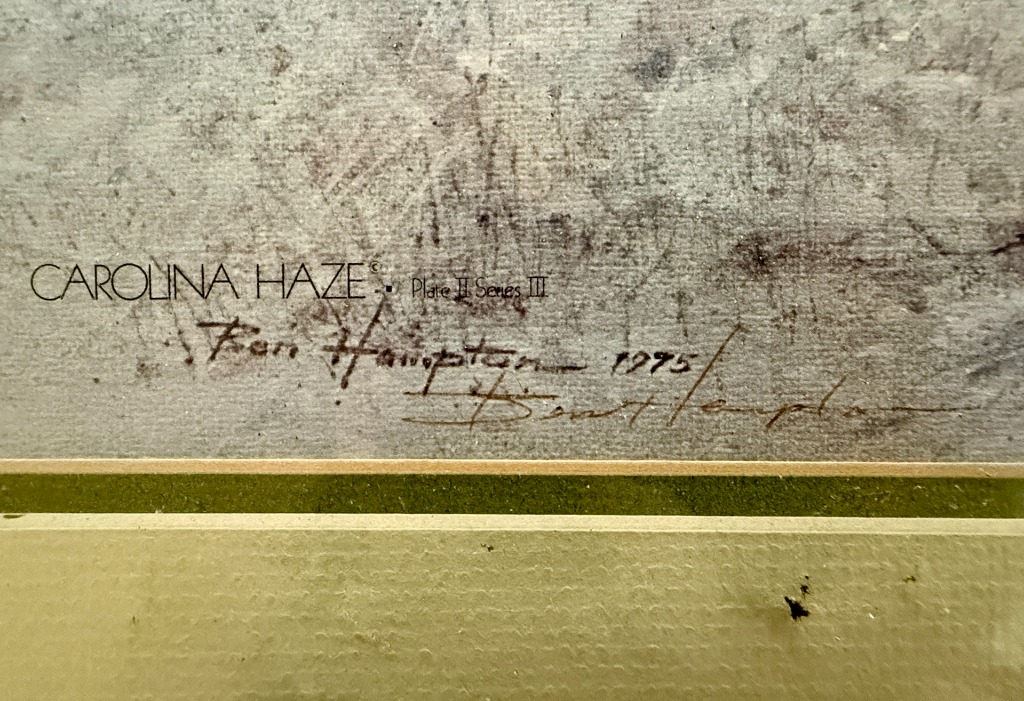 CAROLINA HAZE© • Plate II Series III
Ben Hampton 1975
Ben Hampton